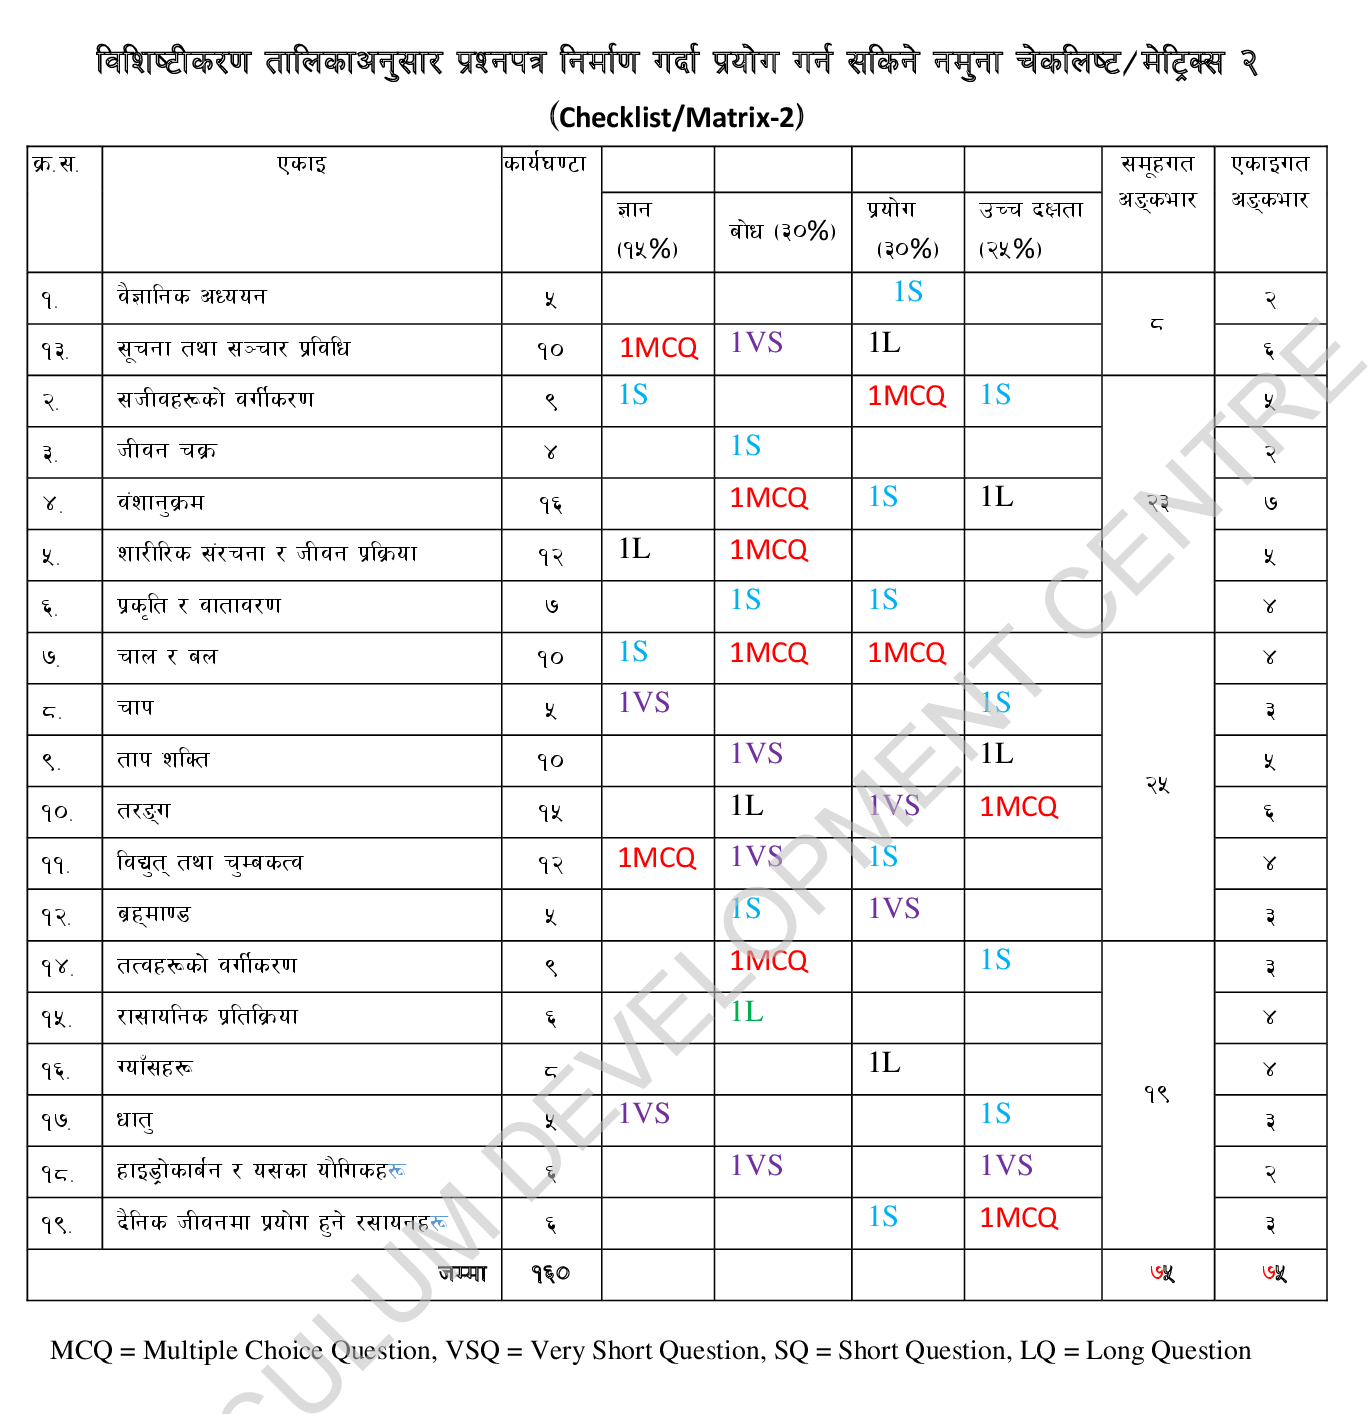 विशिष्टीकरण तालिकाअनुसार प्रश्नपत्र निर्माण गर्दा प्रयोग गर्न सकिने नमुना चेकलिष्ट/मेट्रिक्स २
(Checklist/Matrix-2)
क्र.स. एकाइ कार्यघण्टा समूहगत अङ्कभार एकाइगत अङ्कभार
ज्ञान (१५%) बोध (३०%) प्रयोग (३०%) उच्च दक्षता (२५%)
१. वैज्ञानिक अध्ययन ५ 1S ८ २
१३. सूचना तथा सञ्चार प्रविधि १० 1MCQ 1VS 1L ६
२. सजीवहरूको वर्गीकरण ९ 1S 1MCQ 1S २३ ५
३. जीवन चक्र ४ 1S २
४. वंशानुक्रम १६ 1MCQ 1S 1L ७
५. शारीरिक संरचना र जीवन प्रक्रिया १२ 1L 1MCQ ५
६. प्रकृति र वातावरण ७ 1S 1S ४
७. चाल र बल १० 1S 1MCQ 1MCQ २५ ४
८. चाप ५ 1VS 1S ३
९. ताप शक्ति १० 1VS 1L ५
१०. तरङ्ग १५ 1L 1VS 1MCQ ६
११. विद्युत् तथा चुम्बकत्व १२ 1MCQ 1VS 1S ४
१२. ब्रह्माण्ड ५ 1S 1VS ३
१४. तत्वहरूको वर्गीकरण ९ 1MCQ 1S १९ ३
१५. रासायनिक प्रतिक्रिया ६ 1L ४
१६. ग्याँसहरू ८ 1L ४
१७. धातु ५ 1VS 1S ३
१८. हाइड्रोकार्बन र यसका यौगिकहरू ६ 1VS 1VS २
१९. दैनिक जीवनमा प्रयोग हुने रसायनहरू ६ 1S 1MCQ ३
जम्मा १६० ७५ ७५
MCQ = Multiple Choice Question, VSQ = Very Short Question, SQ = Short Question, LQ = Long Question
CULUM DEVELOPMENT CENTRE